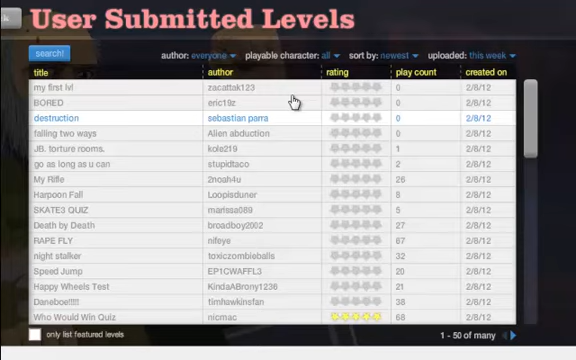 User Submitted Levels
search! author: everyone playable character: all sort by: newest uploaded: this week
title author rating play count created on
my first lvl zacattak123 0 2/8/12
BORED eric19z 0 2/8/12
destruction sebastian parra 0 2/8/12
falling two ways Alien abduction 0 2/8/12
JB. torture rooms. kole219 1 2/8/12
go as long as u can stupidtaco 2 2/8/12
My Rifle 2noah4u 26 2/8/12
Harpoon Fall Loopisduner 8 2/8/12
SKATE3 QUIZ marissa089 5 2/8/12
Death by Death broadboy2002 27 2/8/12
RAPE FLY nifeye 67 2/8/12
night stalker toxiczombieballs 32 2/8/12
Speed Jump EP1CWAFFL3 20 2/8/12
Happy Wheels Test KindaABrony1236 21 2/8/12
Daneboe!!!!! timhawkinsfan 38 2/8/12
Who Would Win Quiz nicmac 68 2/8/12
only list featured levels 1 - 50 of many